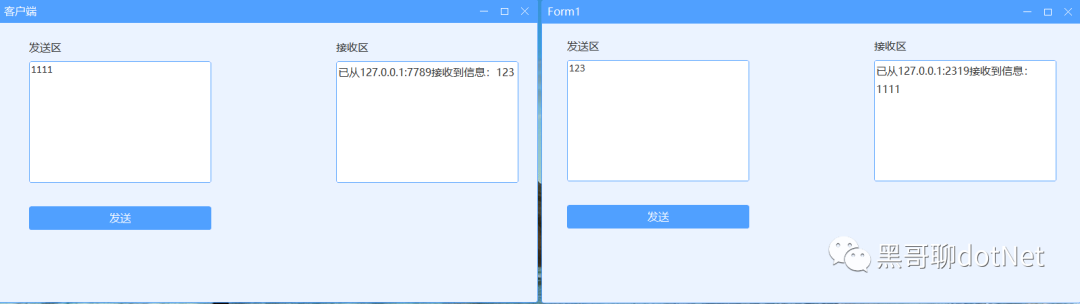 客户端
发送区
1111
接收区
已从127.0.0.1:7789接收到信息：123
发送
Form1
发送区
123
接收区
已从127.0.0.1:2319接收到信息：
1111
发送
黑哥聊dotNet